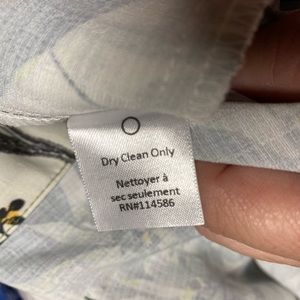 Dry Clean Only
Nettoyer à
sec seulement
RN#114586